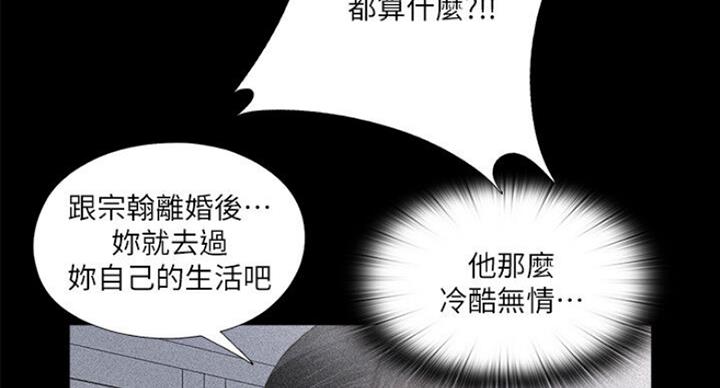 都算什麼?!!
跟宗翰離婚後…
妳就去過
妳自己的生活吧
他那麼
冷酷無情…